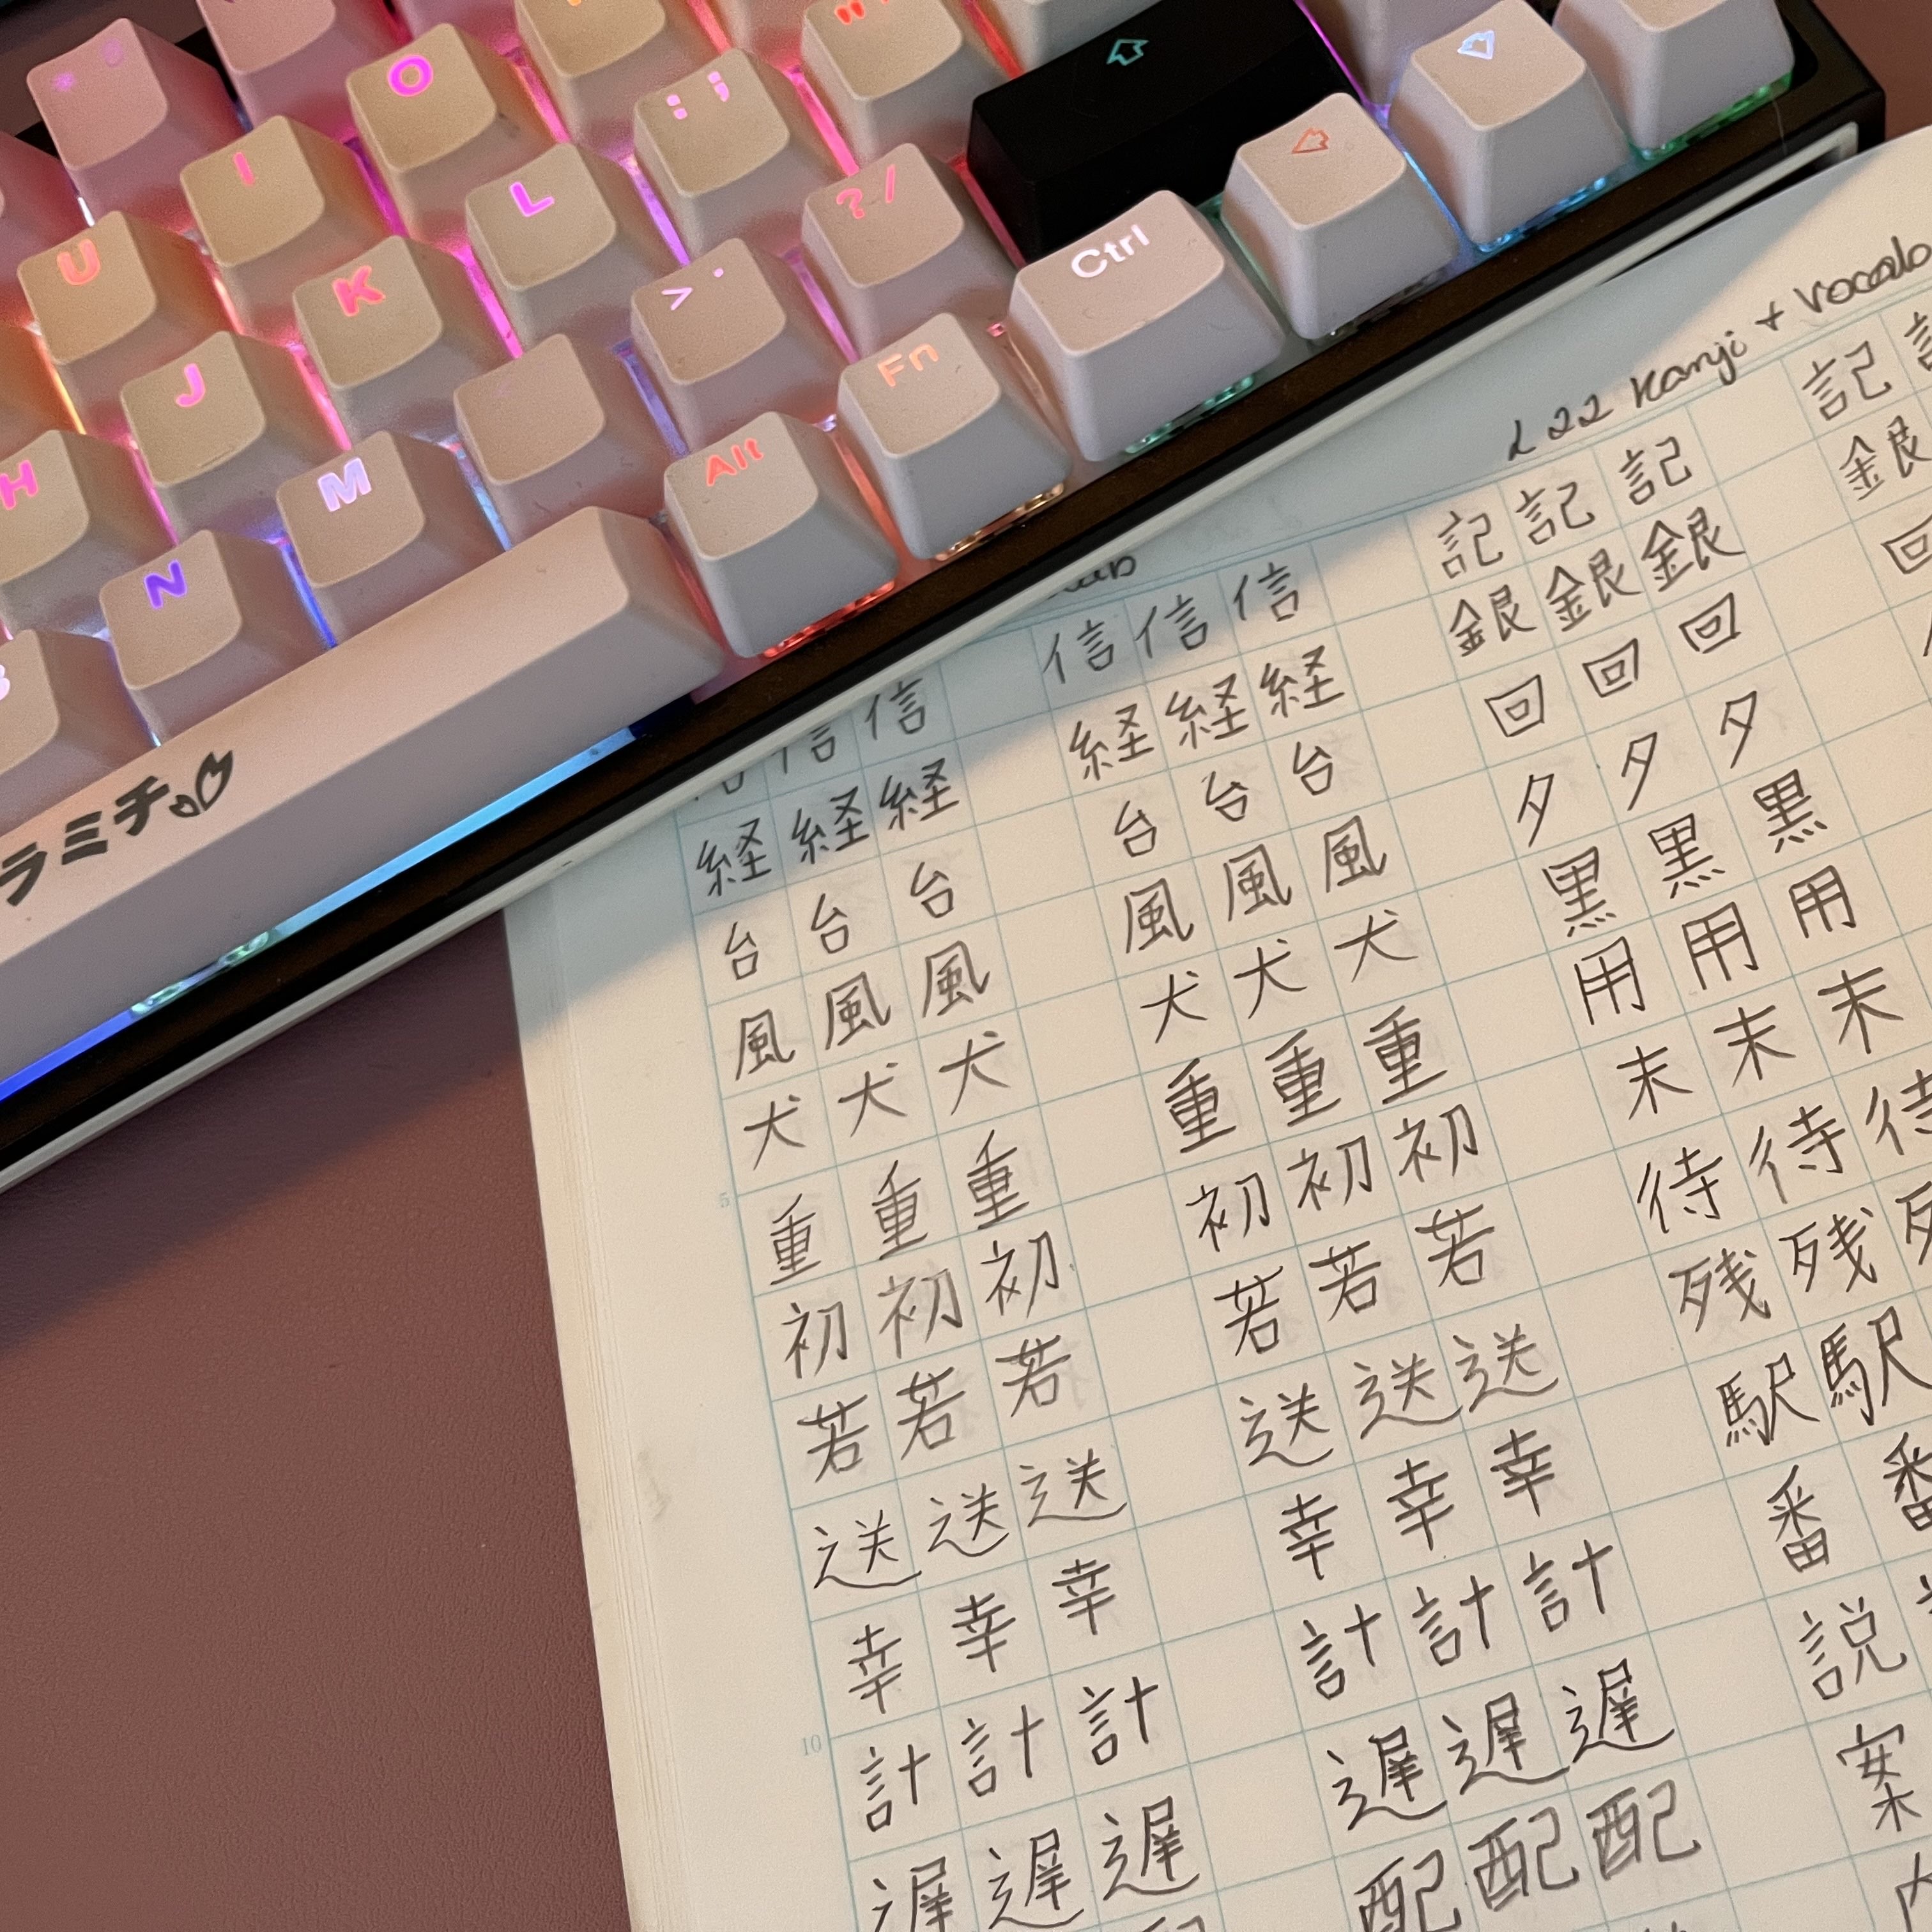 O
: ;
"'
I
L
? /
U
K
> .
Ctrl
J
Fn
H
M
Alt
N
ラミチ。
L22 Kanji + Vocab
信 信 信 信 信
経 経 経 経 経 経
台 台 台 台 台 台
風 風 風 風 風 風
犬 犬 犬 犬 犬 犬
5 重 重 重 重 重 重
初 初 初 初 初 初
若 若 若 若 若 若
送 送 送 送 送 送
幸 幸 幸 幸 幸 幸
10 計 計 計 計 計 計
遅 遅 遅 遅 遅 遅
配 配 配
記 記 記 記
銀 銀 銀 銀
回 回 回 回
夕 夕 夕
黒 黒 黒
用 用 用
末 末 末
待 待 待
残 残
駅 駅
番 番
説
案